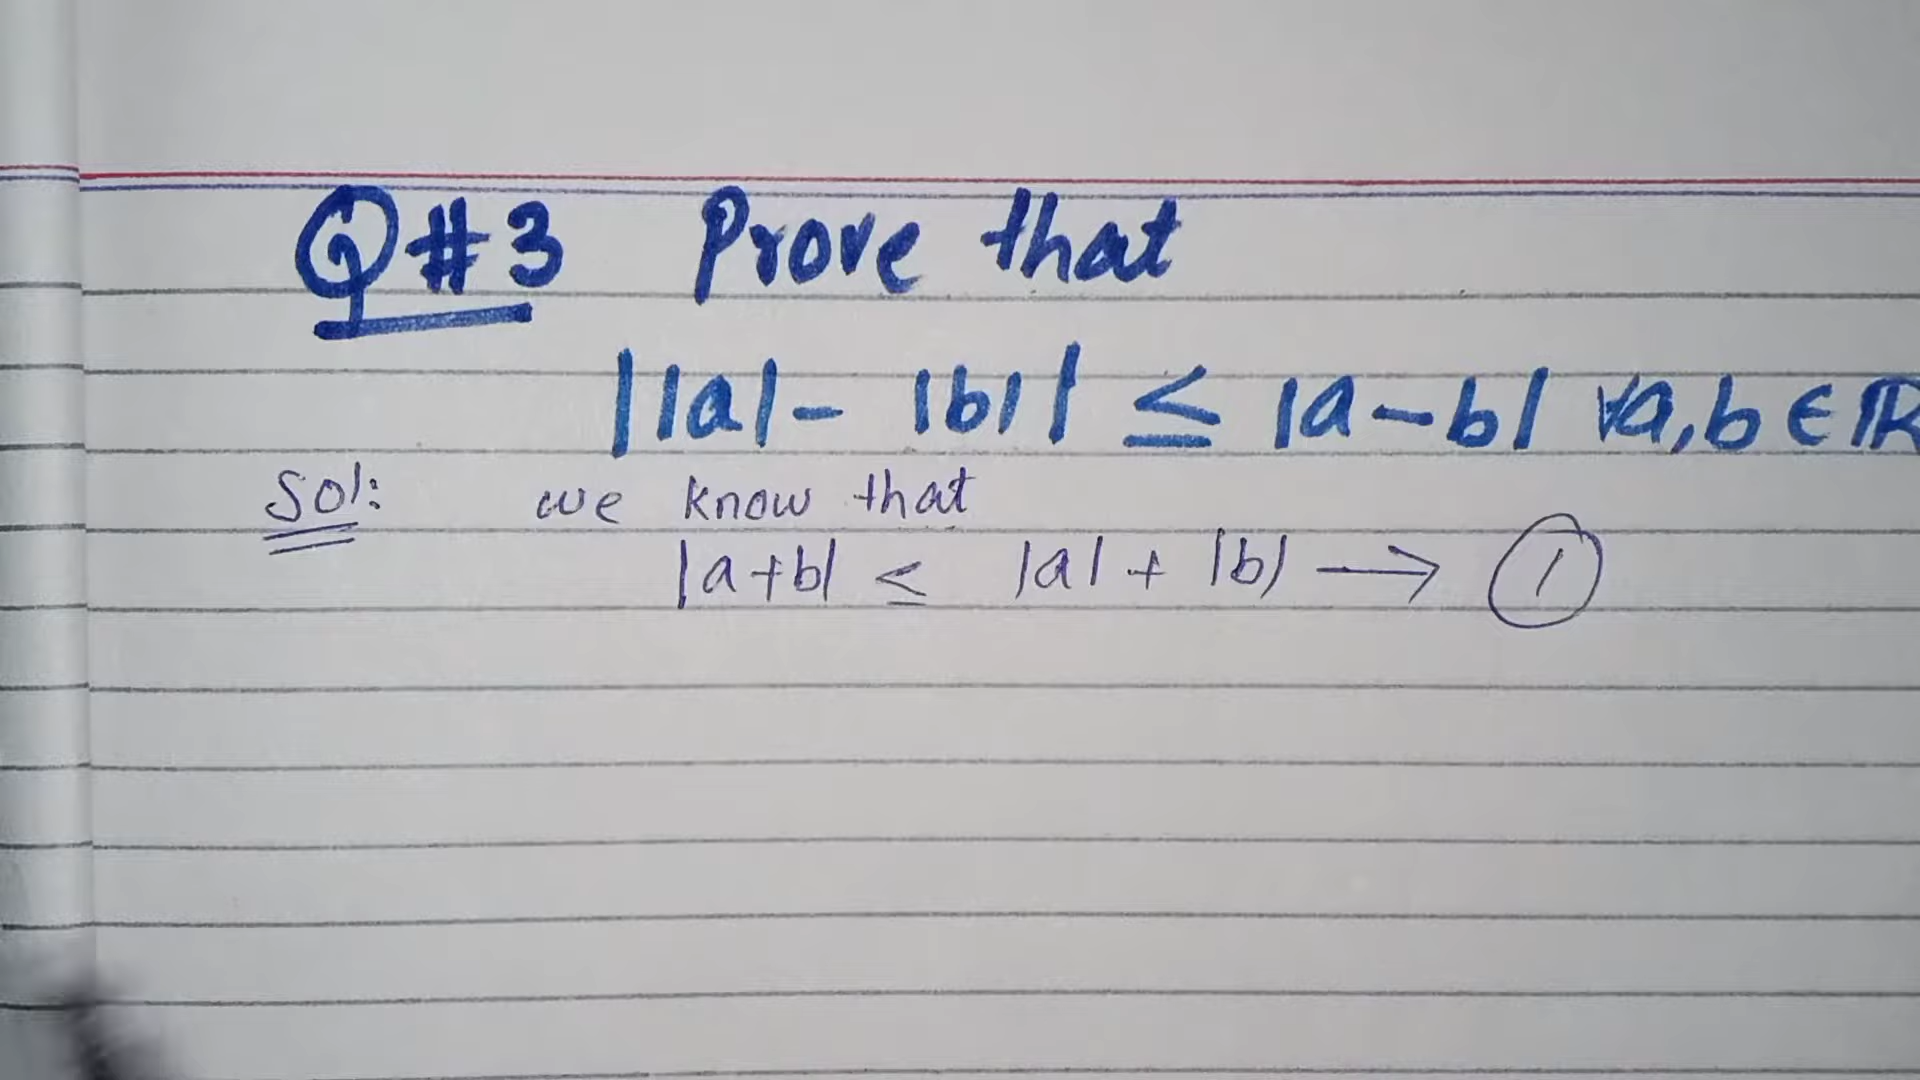 Q#3 Prove that
||a|-|b|| ≤ |a-b| ∀a,b ∈ ℝ
Sol: we know that
|a+b| ≤ |a| + |b| → ①